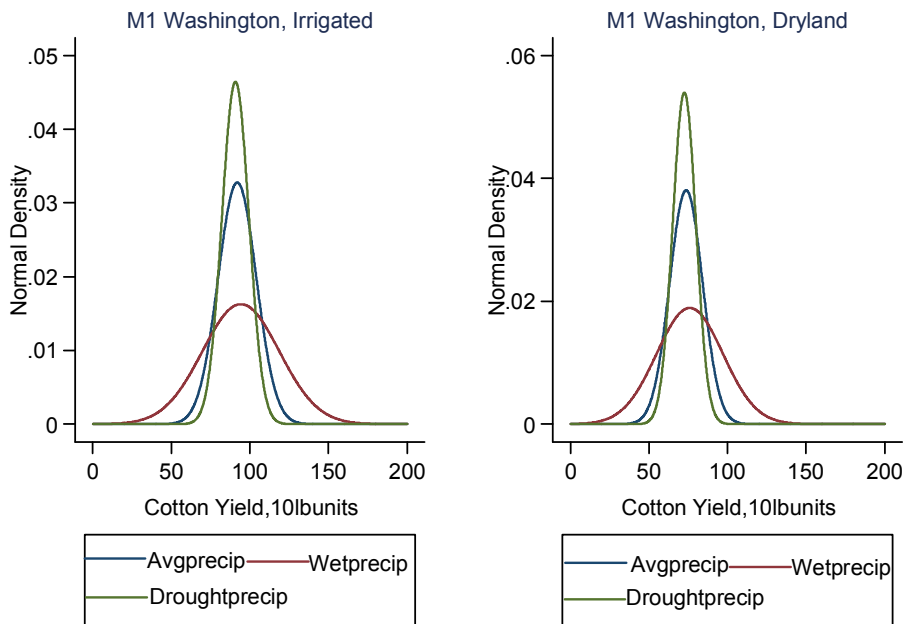 M1 Washington, Irrigated
.05
.04
.03
.02
.01
0
Normal Density
0 50 100 150 200
Cotton Yield,10lbunits
Avgprecip Wetprecip
Droughtprecip
M1 Washington, Dryland
.06
.04
.02
0
Normal Density
0 50 100 150 200
Cotton Yield,10lbunits
Avgprecip Wetprecip
Droughtprecip